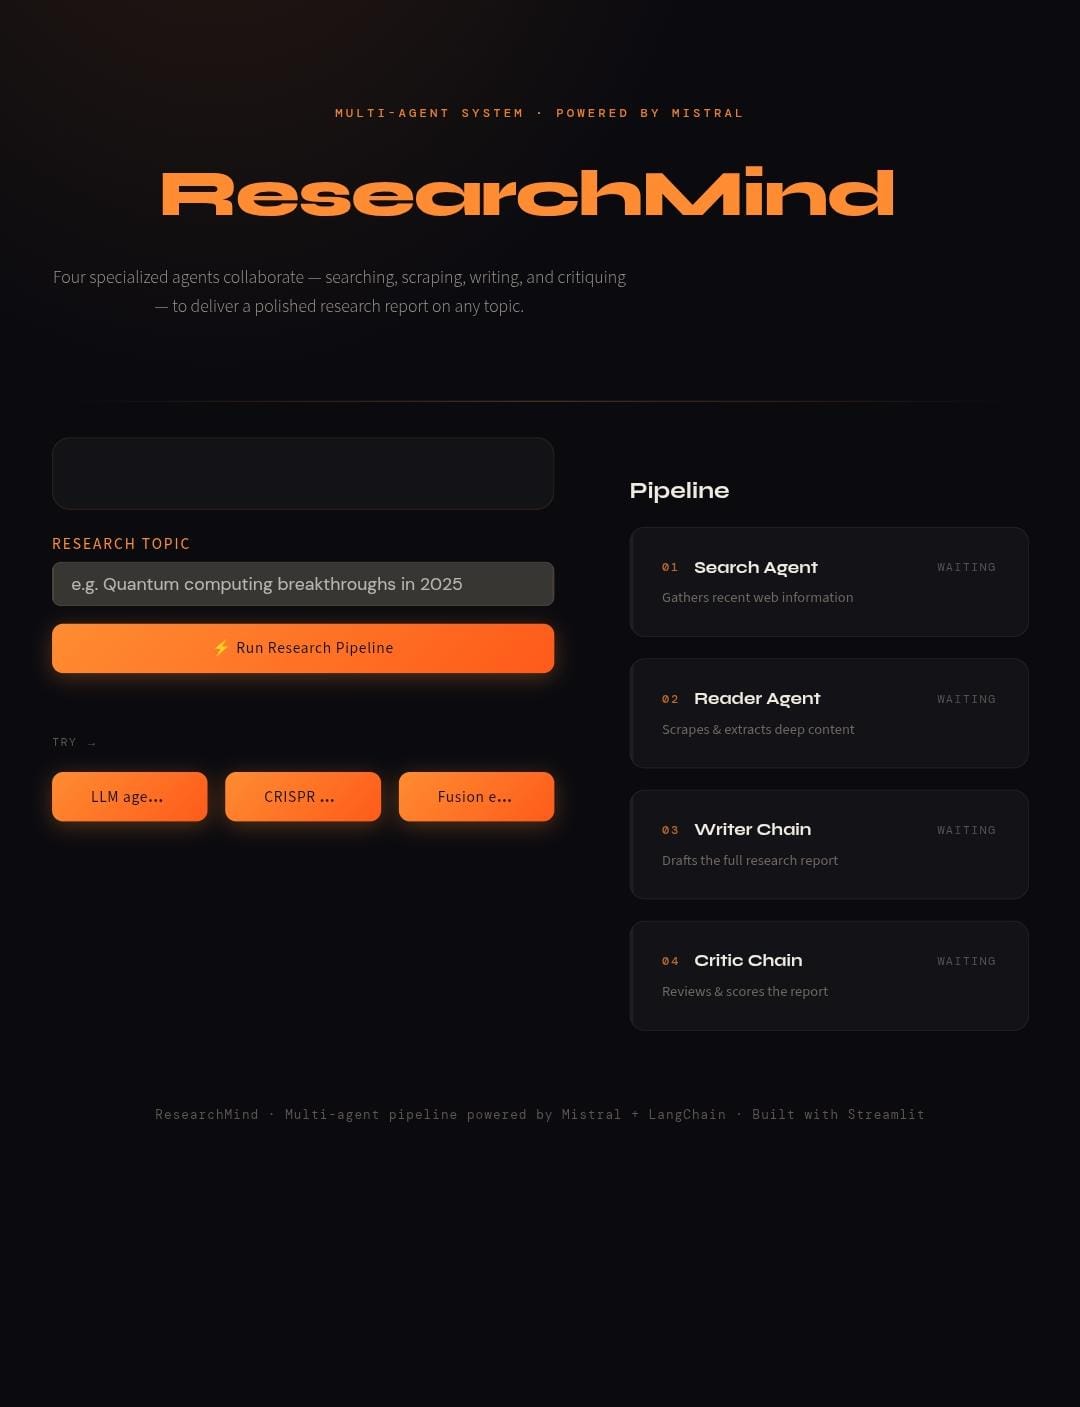 MULTI-AGENT SYSTEM · POWERED BY MISTRAL
ResearchMind
Four specialized agents collaborate — searching, scraping, writing, and critiquing
— to deliver a polished research report on any topic.
RESEARCH TOPIC
e.g. Quantum computing breakthroughs in 2025
⚡ Run Research Pipeline
TRY →
LLM age...
CRISPR ...
Fusion e...
Pipeline
01 Search Agent WAITING
Gathers recent web information
02 Reader Agent WAITING
Scrapes & extracts deep content
03 Writer Chain WAITING
Drafts the full research report
04 Critic Chain WAITING
Reviews & scores the report
ResearchMind · Multi-agent pipeline powered by Mistral + LangChain · Built with Streamlit